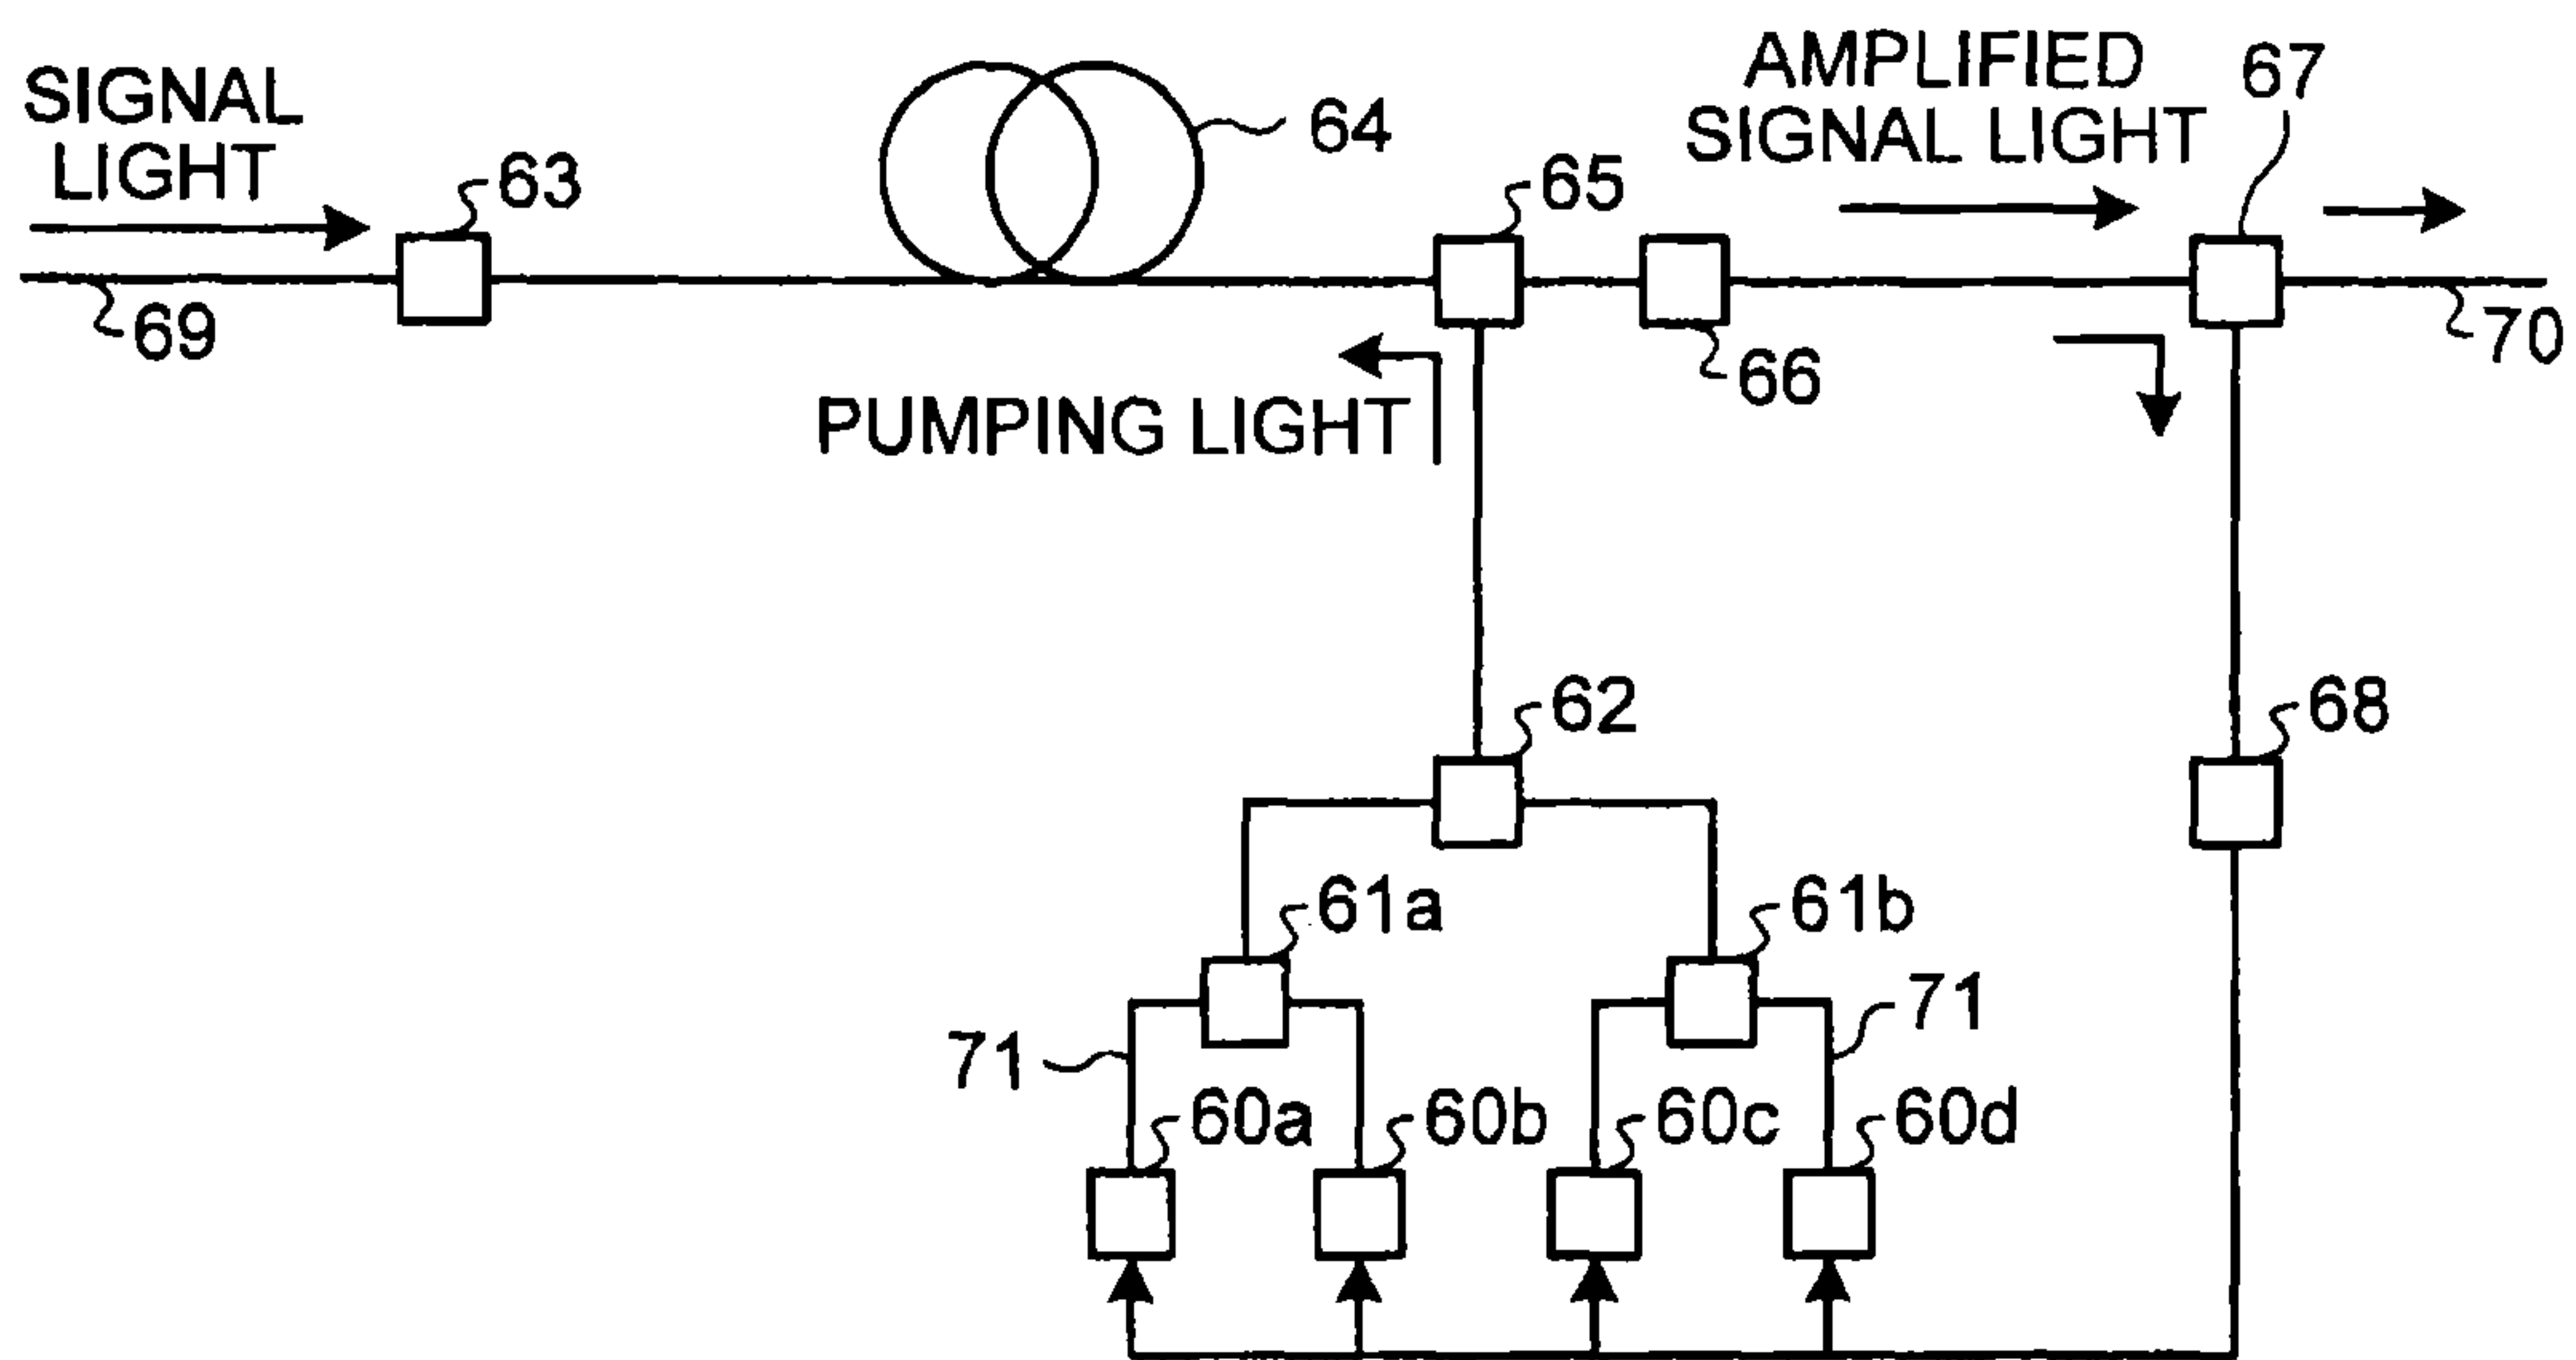 SIGNAL
LIGHT
63
69
64
65
AMPLIFIED
SIGNAL LIGHT
67
66
70
PUMPING LIGHT
62
68
61a
61b
71
71
60a
60b
60c
60d